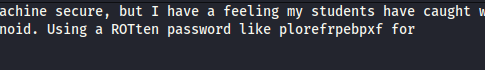 achine secure, but I have a feeling my students have caught w
noid. Using a ROTten password like plorefrpebpxf for